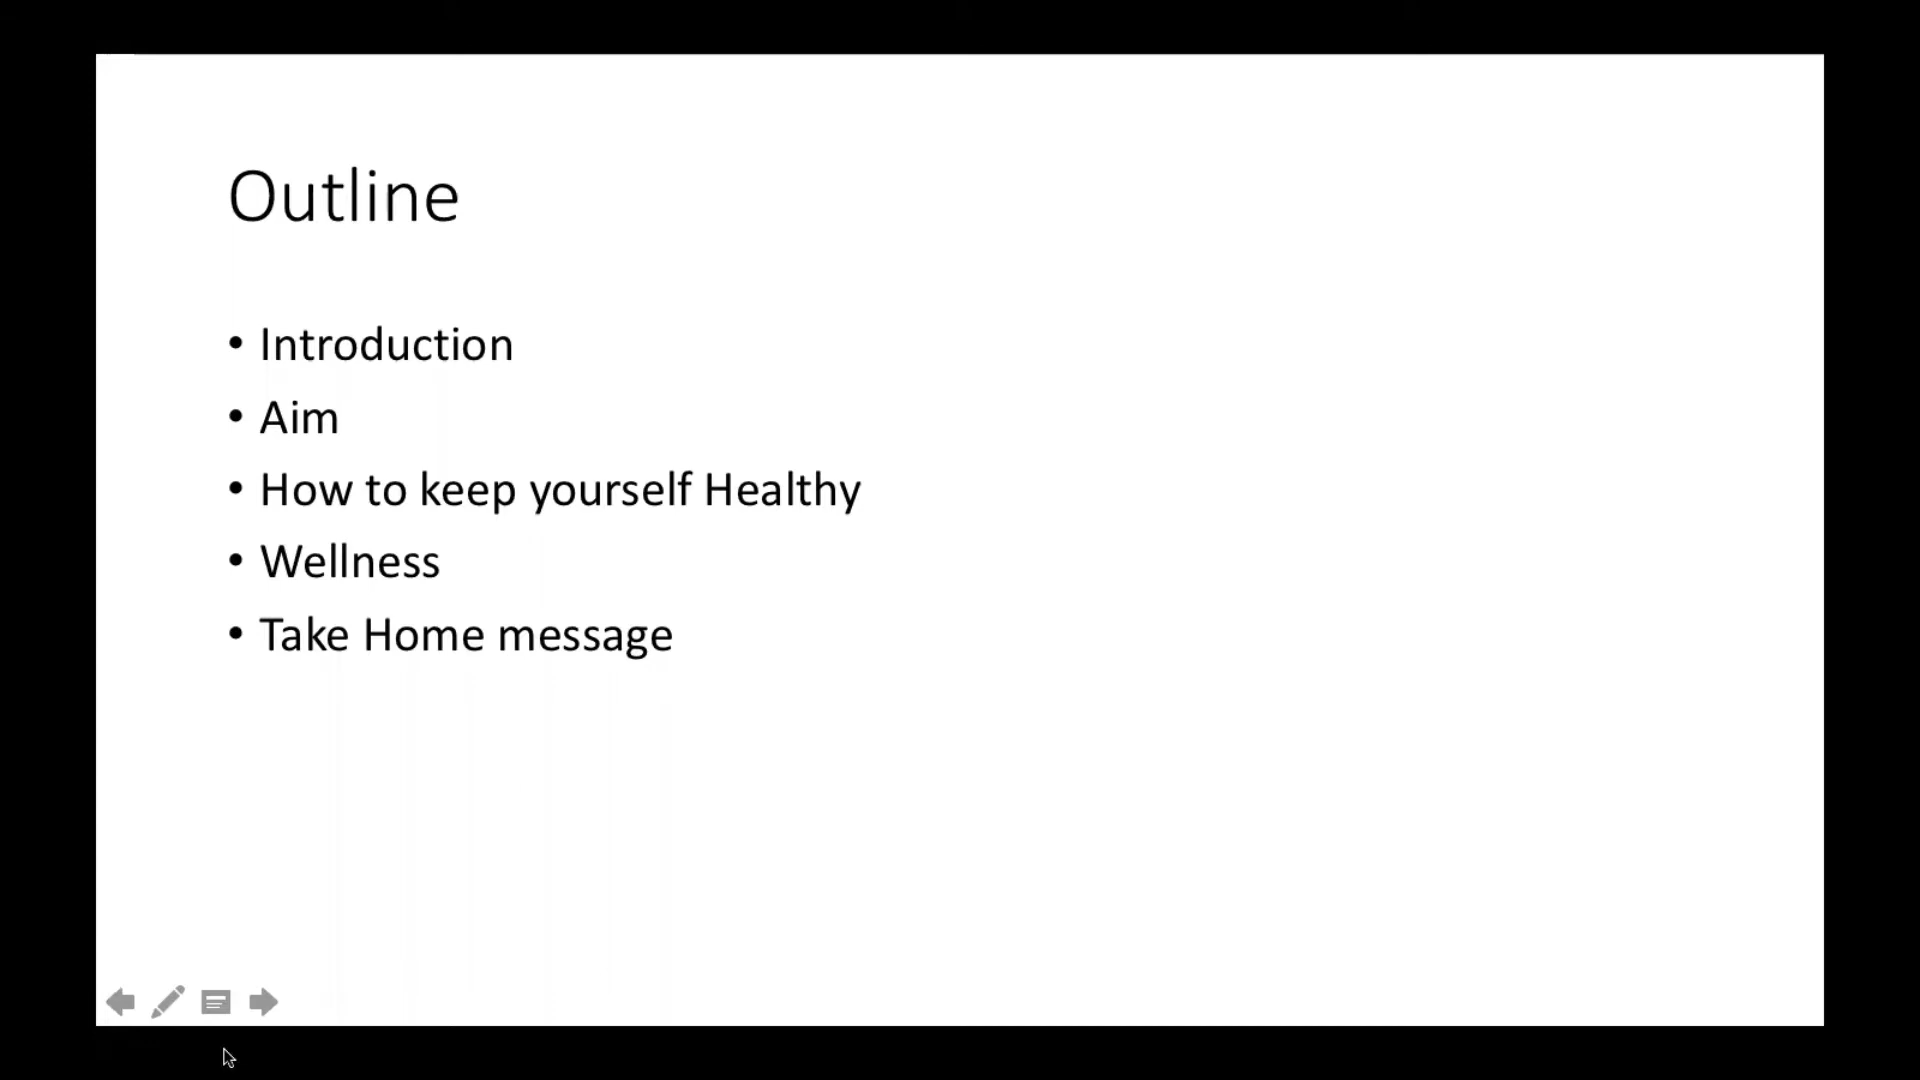 Outline
• Introduction
• Aim
• How to keep yourself Healthy
• Wellness
• Take Home message